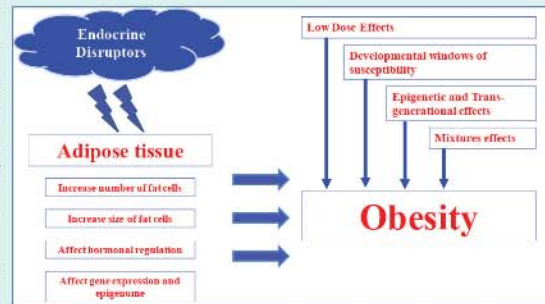 Endocrine
Disruptors
Adipose tissue
Increase number of fat cells
Increase size of fat cells
Affect hormonal regulation
Affect gene expression and
epigenome
Low Dose Effects
Developmental windows of
susceptibility
Epigenetic and Trans-
generational effects
Mixtures effects
Obesity